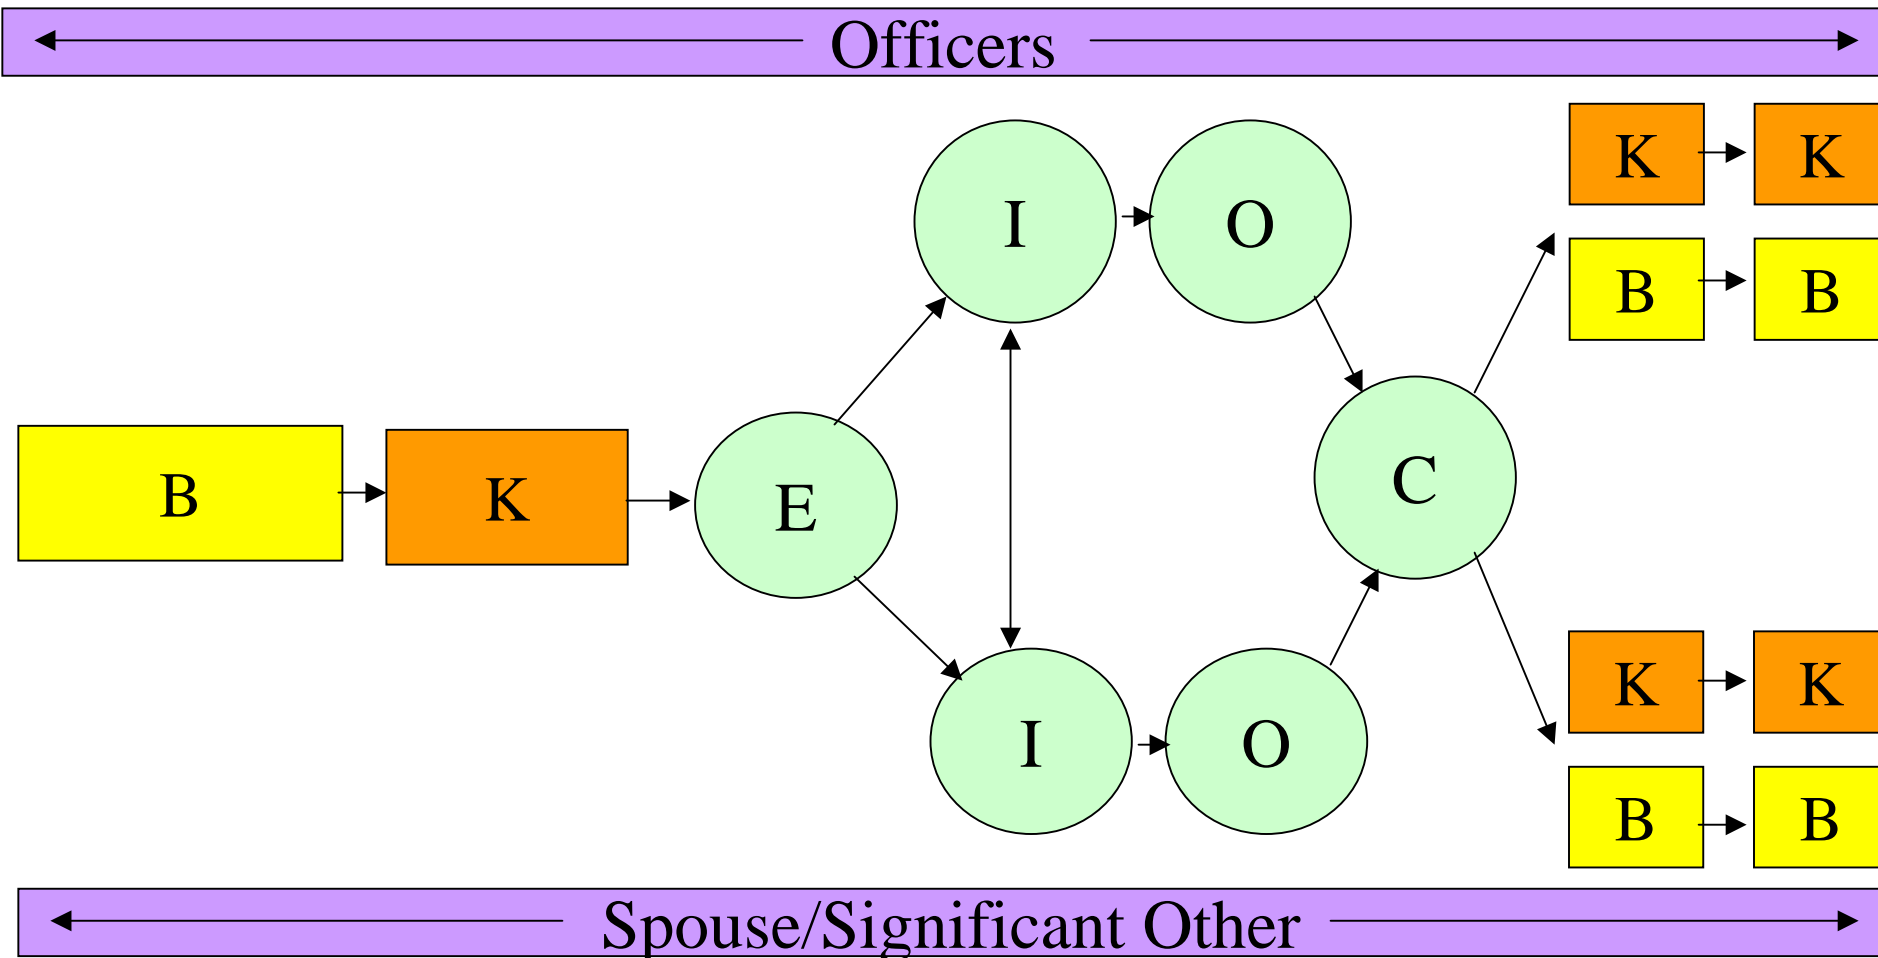 Officers
K K
I O
B B
B K E C
K K
I O
B B
Spouse/Significant Other